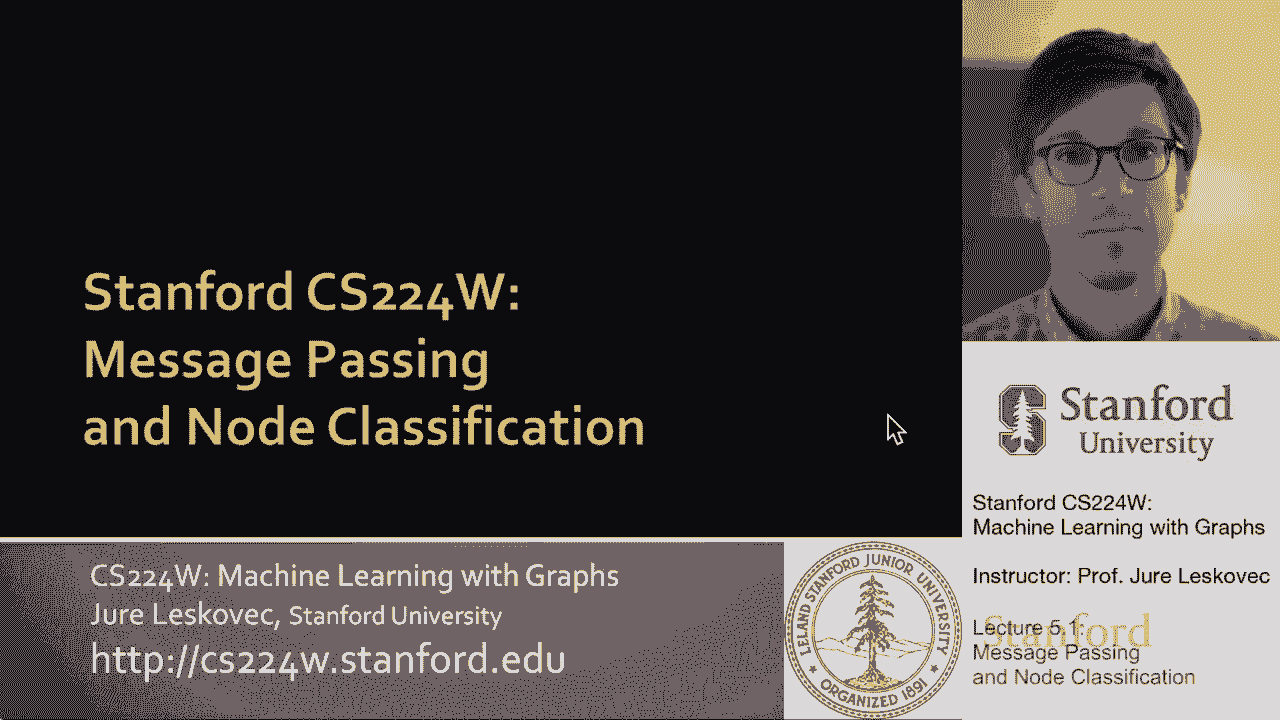 Stanford CS224W:
Message Passing
and Node Classification
CS224W: Machine Learning with Graphs
Jure Leskovec, Stanford University
http://cs224w.stanford.edu
LELAND STANFORD JUNIOR UNIVERSITY
ORGANIZED 1891
Stanford
University
Stanford CS224W:
Machine Learning with Graphs
Instructor: Prof. Jure Leskovec
Stanford
Lecture 5.1
Message Passing
and Node Classification